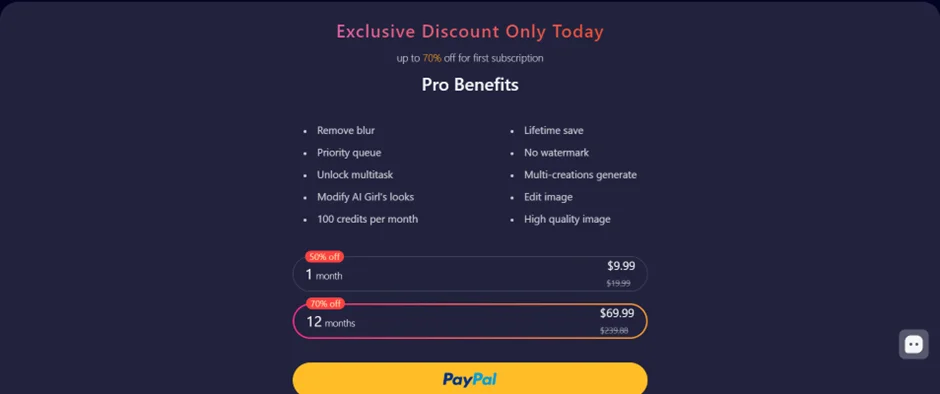 Exclusive Discount Only Today
up to 70% off for first subscription
Pro Benefits
Remove blur
Priority queue
Unlock multitask
Modify AI Girl's looks
100 credits per month
Lifetime save
No watermark
Multi-creations generate
Edit image
High quality image
50% off
1 month
$9.99
$19.99
70% off
12 months
$69.99
$239.88
PayPal